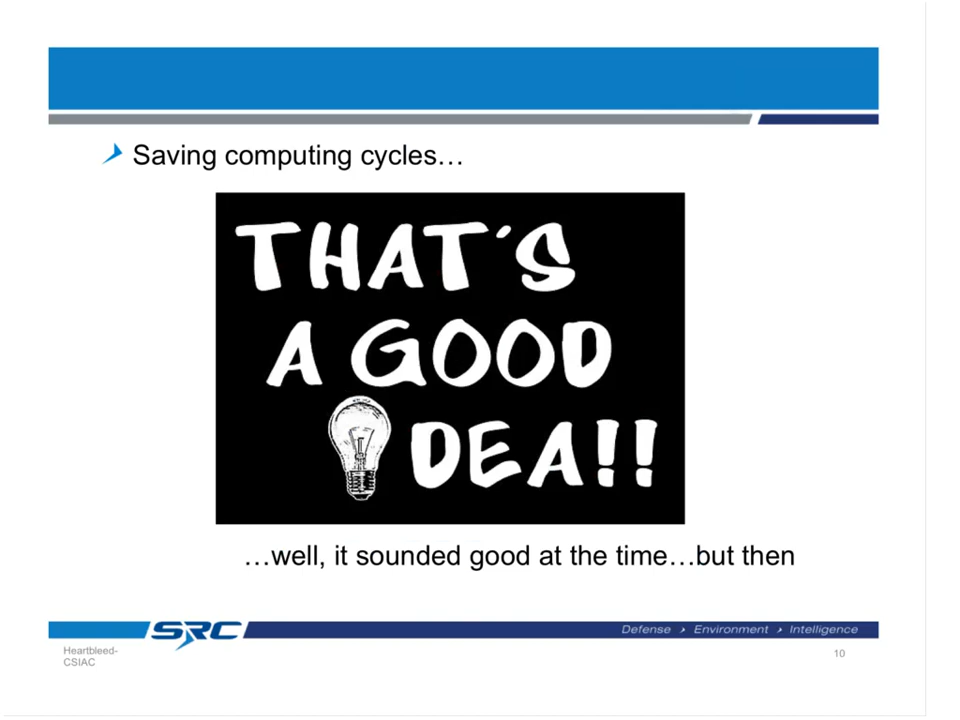 Saving computing cycles…
THAT'S
A GOOD
DEA!!
…well, it sounded good at the time…but then
SRC
Defense > Environment > Intelligence
Heartbleed-
CSIAC
10